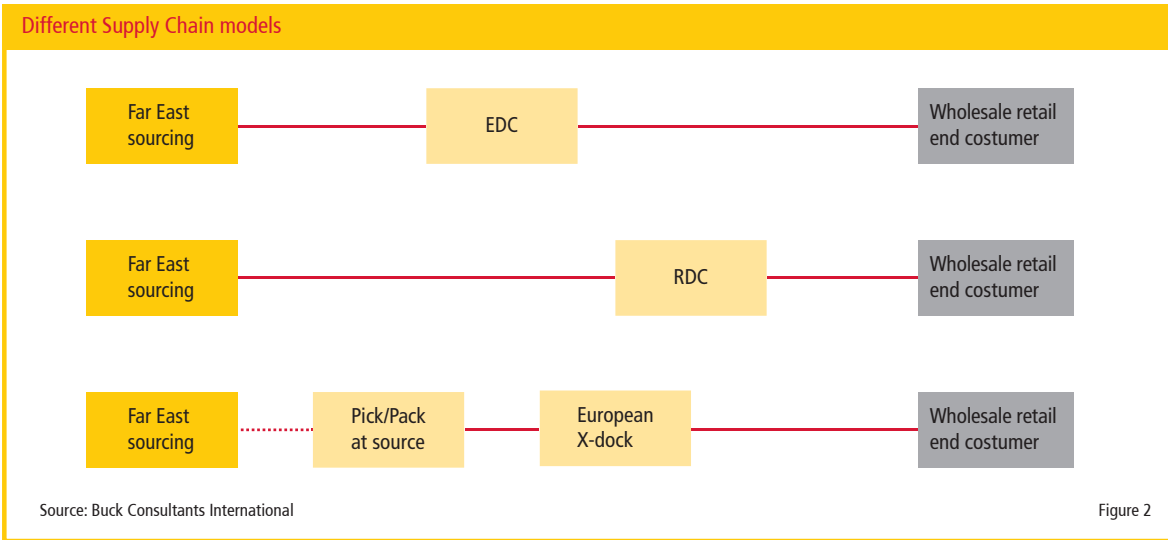 Different Supply Chain models
Far East
sourcing
EDC
Wholesale retail
end costumer
Far East
sourcing
RDC
Wholesale retail
end costumer
Far East
sourcing
Pick/Pack
at source
European
X-dock
Wholesale retail
end costumer
Source: Buck Consultants International
Figure 2